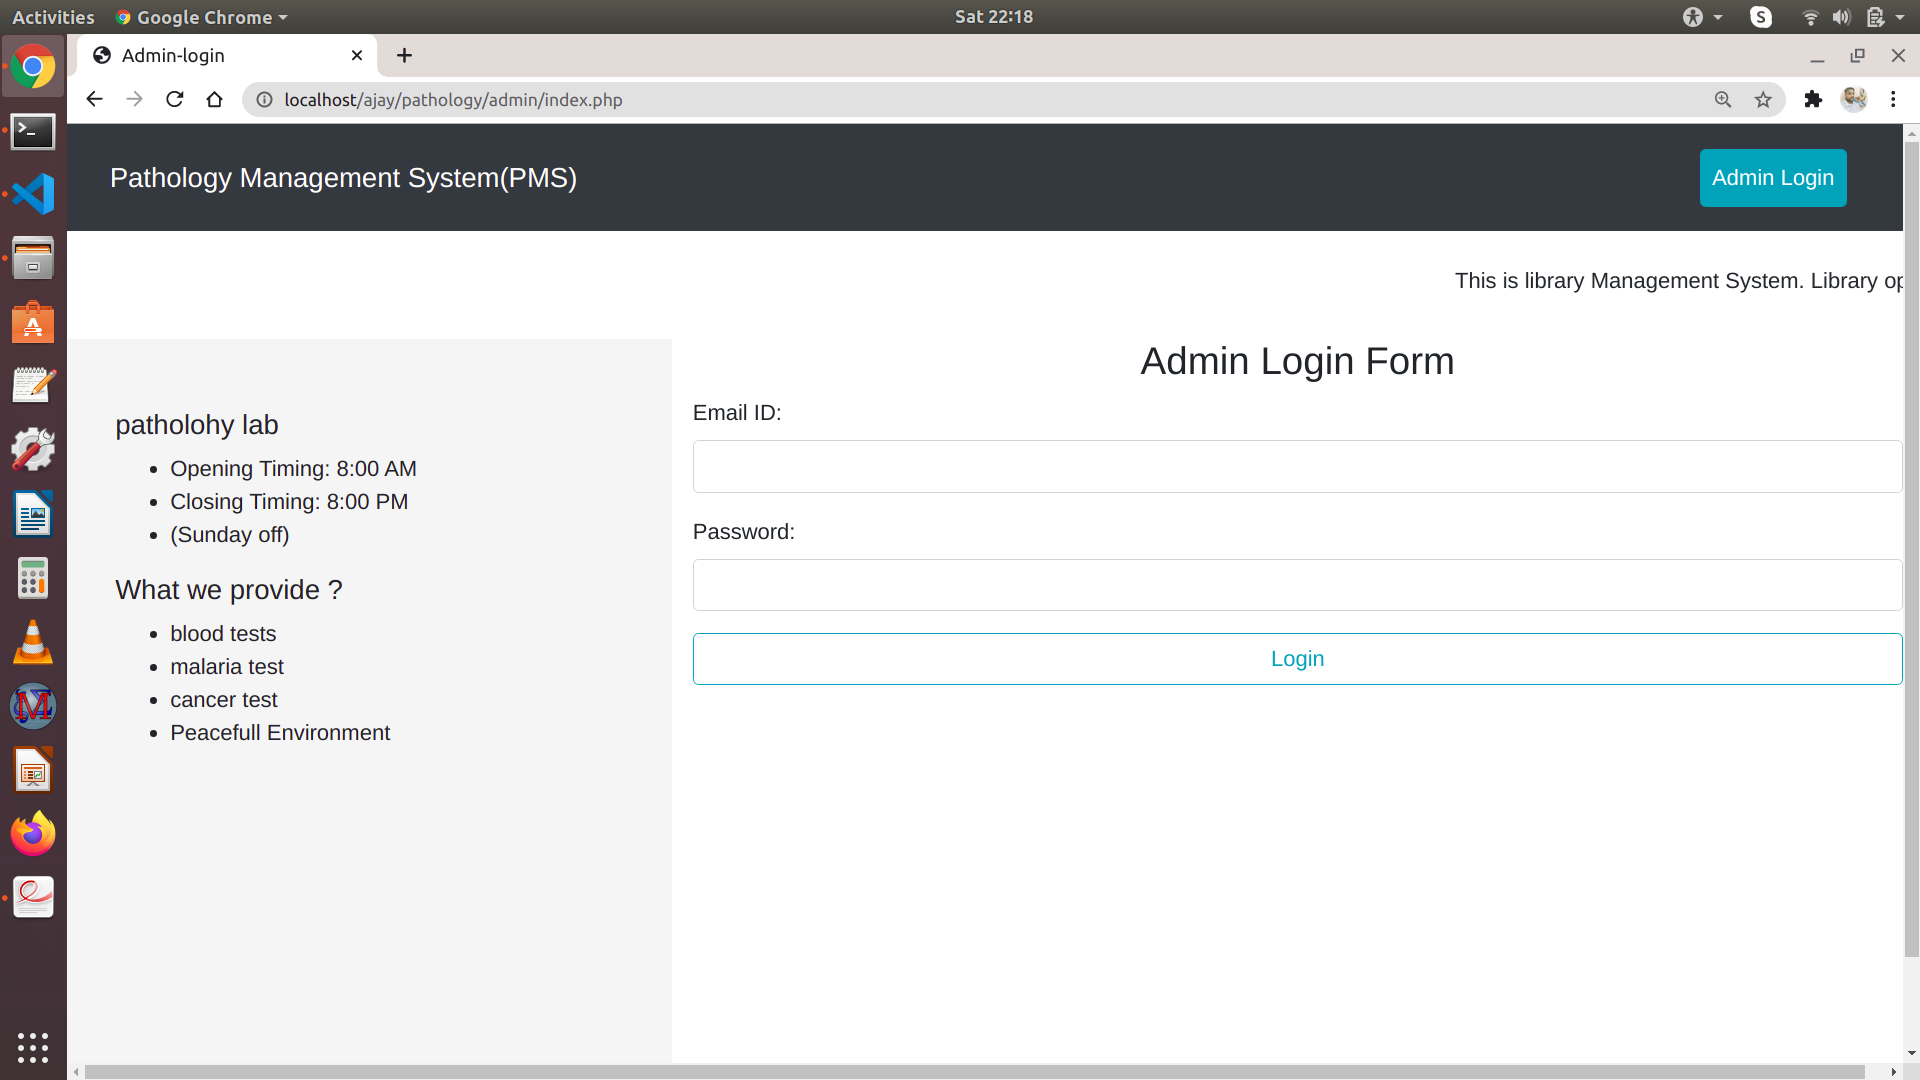 Activities
Google Chrome
Sat 22:18
Admin-login
localhost/ajay/pathology/admin/index.php
Pathology Management System(PMS)
Admin Login
This is library Management System. Library op
Admin Login Form
patholohy lab
Opening Timing: 8:00 AM
Closing Timing: 8:00 PM
(Sunday off)
What we provide ?
blood tests
malaria test
cancer test
Peacefull Environment
Email ID:
Password:
Login